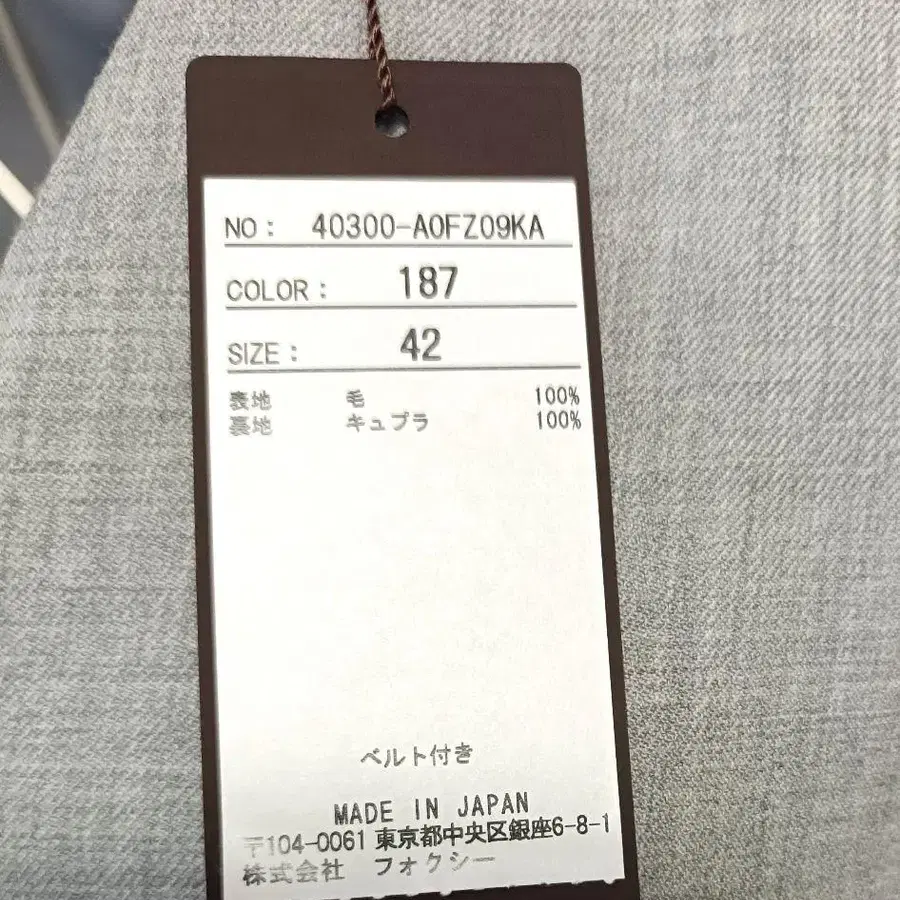 NO: 40300-A0FZ09KA
COLOR: 187
SIZE: 42
表地 毛 100%
裏地 キュプラ 100%
ベルト付き
MADE IN JAPAN
〒104-0061 東京都中央区銀座6-8-1
株式会社 フォクシー